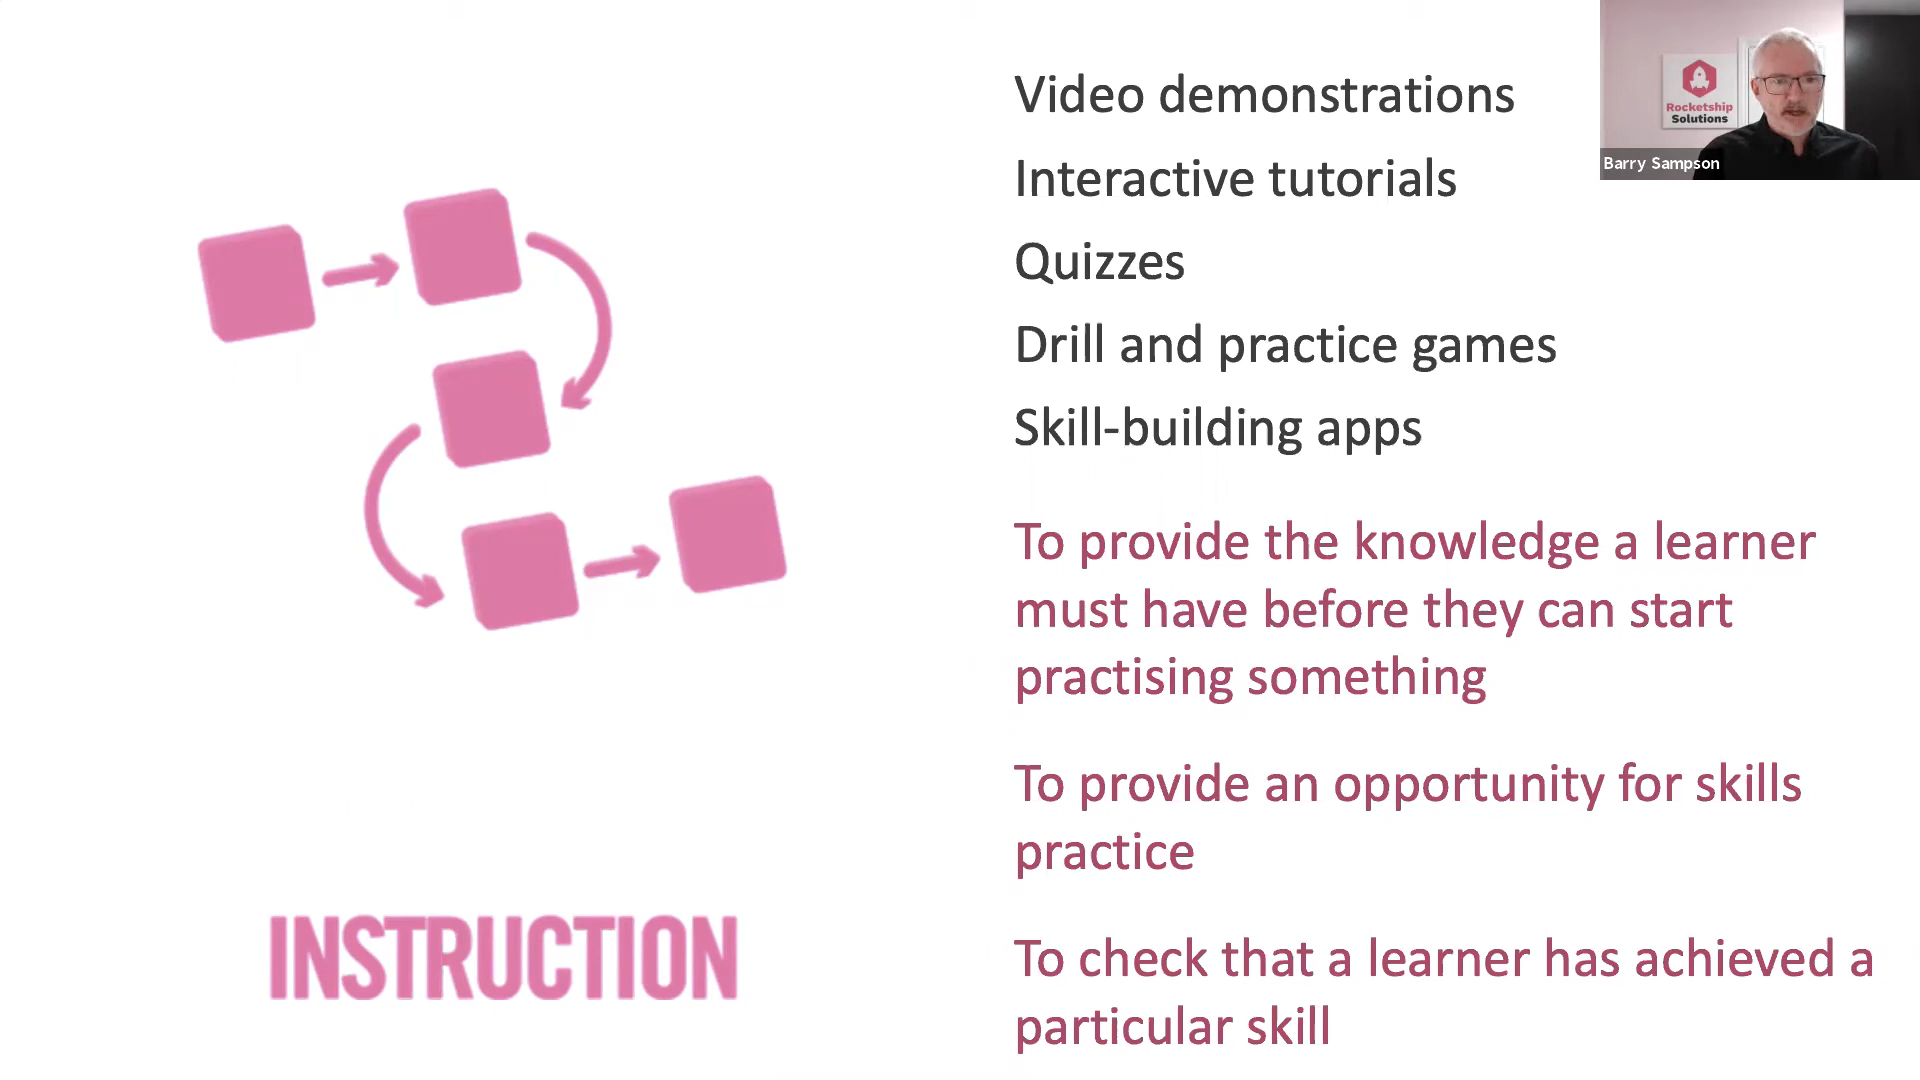 Video demonstrations
Interactive tutorials
Quizzes
Drill and practice games
Skill-building apps
To provide the knowledge a learner
must have before they can start
practising something
To provide an opportunity for skills
practice
To check that a learner has achieved a
particular skill
INSTRUCTION
Rocketship
Solutions
Barry Sampson